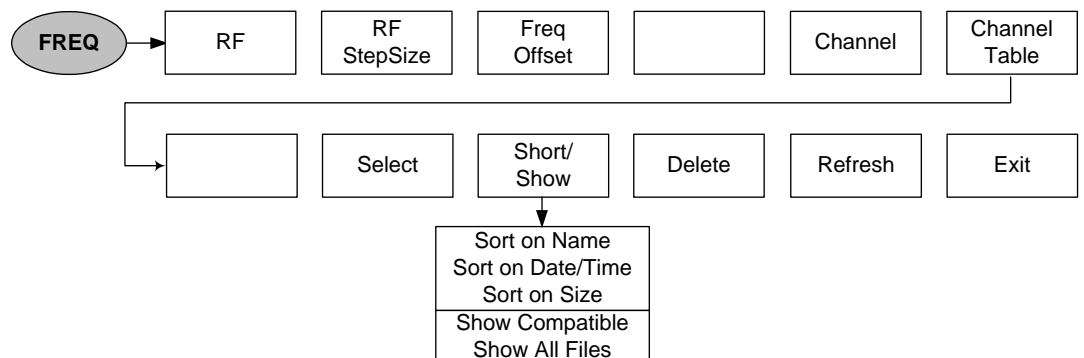 FREQ
RF
RF
StepSize
Freq
Offset
Channel
Channel
Table
Select
Short/
Show
Delete
Refresh
Exit
Sort on Name
Sort on Date/Time
Sort on Size
Show Compatible
Show All Files